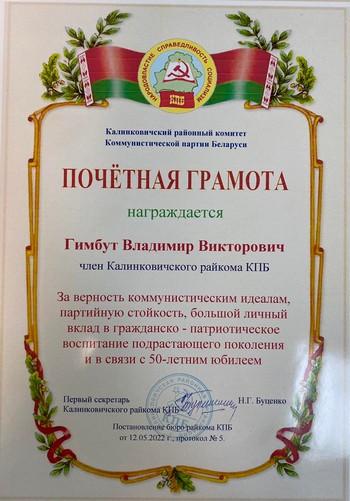 НАРОДОВЛАСТИЕ СПРАВЕДЛИВОСТЬ СОЦИАЛИЗМ
КПБ
Калинковичский районный комитет
Коммунистической партии Беларуси
ПОЧЁТНАЯ ГРАМОТА
награждается
Гимбут Владимир Викторович
член Калинковичского райкома КПБ
За верность коммунистическим идеалам,
партийную стойкость, большой личный
вклад в гражданско - патриотическое
воспитание подрастающего поколения
и в связи с 50-летним юбилеем
Первый секретарь
Калинковичского райкома КПБ
Н.Г. Буценко
Постановление бюро райкома КПБ
от 12.05.2022 г., протокол № 5.